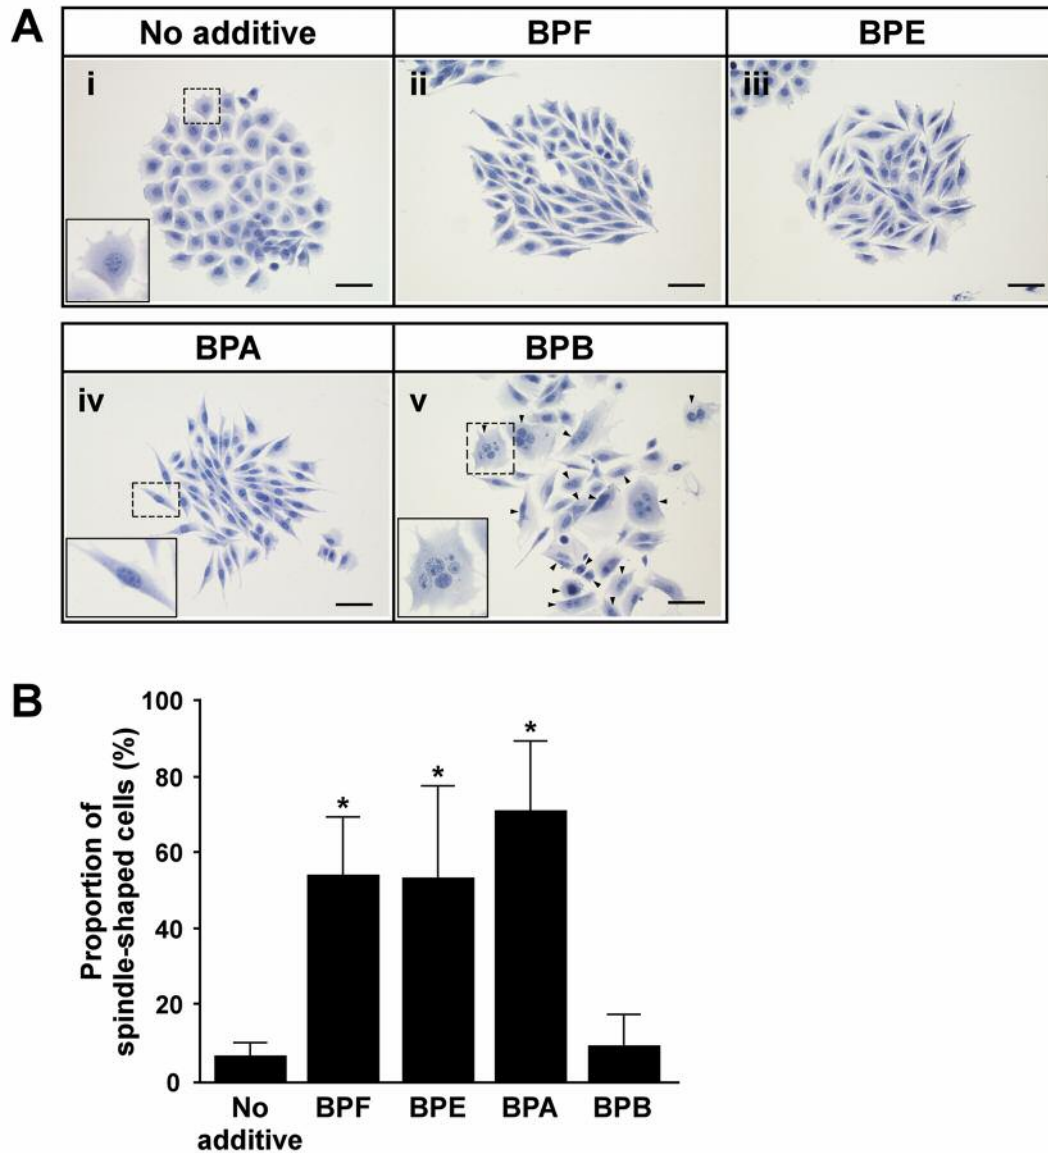 A
No additive
BPF
BPE
i
ii
iii
BPA
BPB
iv
v
B
Proportion of
spindle-shaped cells (%)
100
80
60
40
20
0
*
*
*
No
additive
BPF
BPE
BPA
BPB